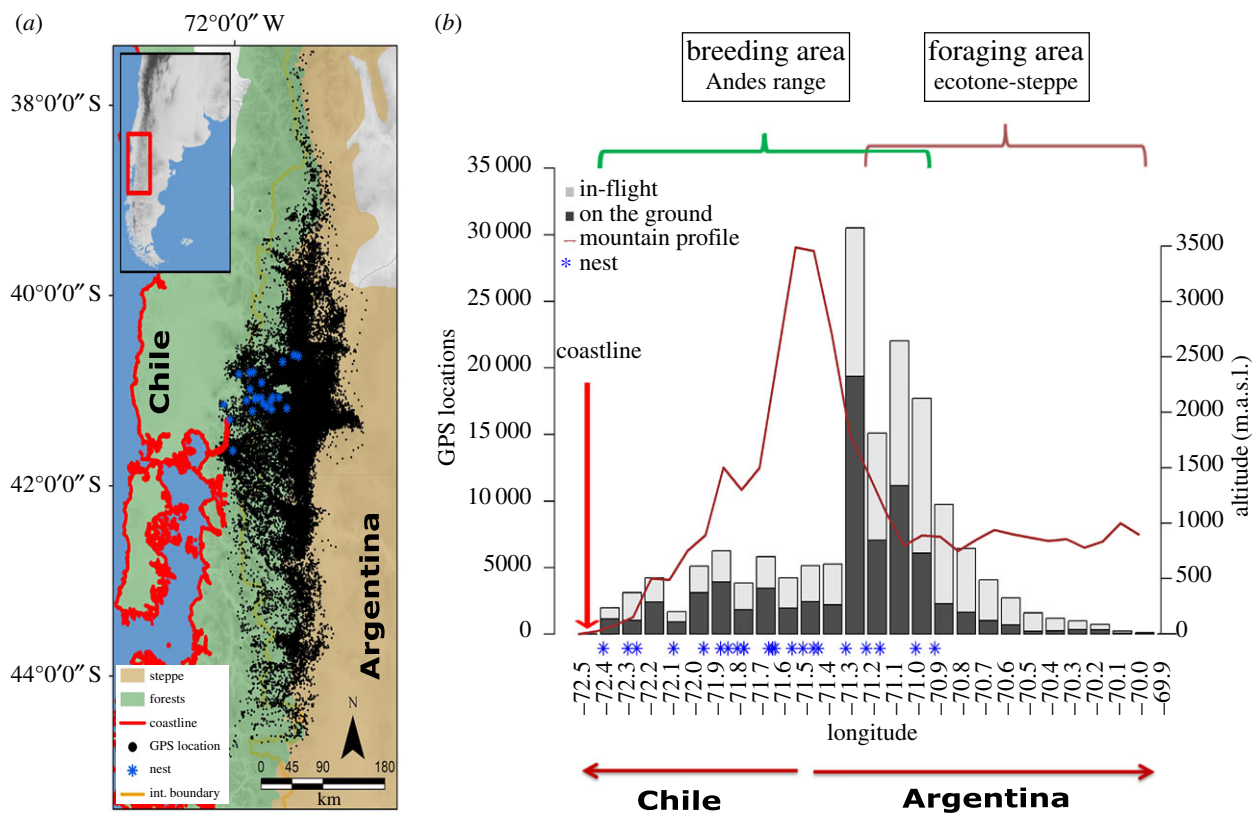 (a)
72°0′0″ W
38°0′0″ S
40°0′0″ S
42°0′0″ S
44°0′0″ S
Chile
Argentina
steppe
forests
coastline
GPS location
nest
int. boundary
N
0 45 90 180
km
(b)
breeding area
Andes range
foraging area
ecotone-steppe
in-flight
on the ground
mountain profile
nest
coastline
GPS locations
35 000
30 000
25 000
20 000
15 000
10 000
5000
0
altitude (m.a.s.l.)
3500
3000
2500
2000
1500
1000
500
0
−72.5
−72.4
−72.3
−72.2
−72.1
−72.0
−71.9
−71.8
−71.7
−71.6
−71.5
−71.4
−71.3
−71.2
−71.1
−71.0
−70.9
−70.8
−70.7
−70.6
−70.5
−70.4
−70.3
−70.2
−70.1
−70.0
−69.9
longitude
Chile
Argentina